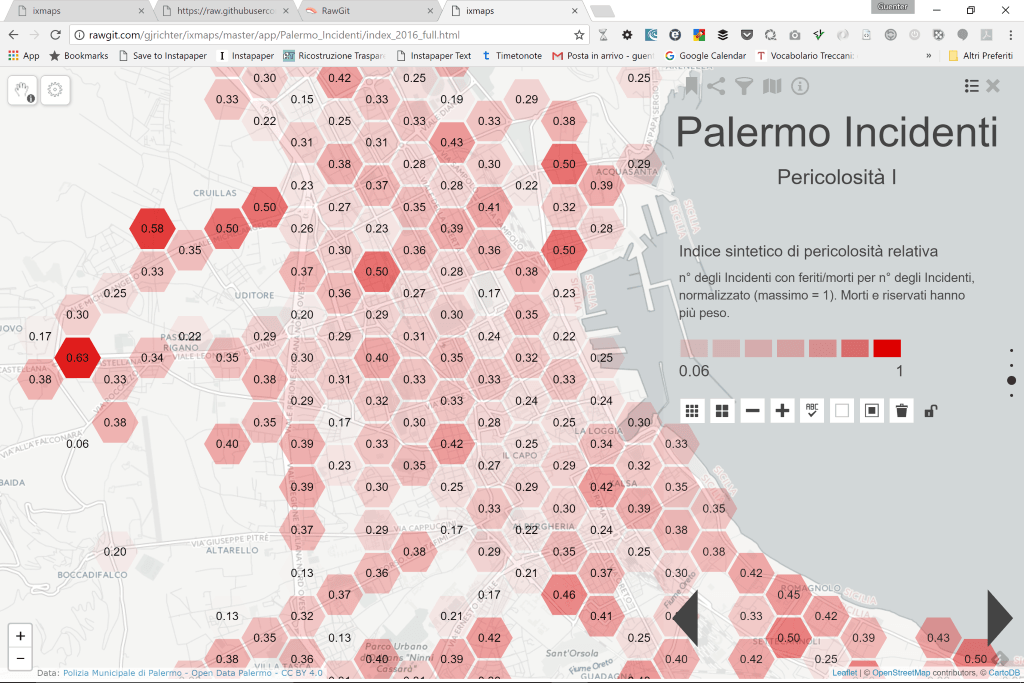 ixmaps
https://raw.githubuserco
RawGit
ixmaps
Guenter
rawgit.com/gjrichter/ixmaps/master/app/Palermo_Incidenti/index_2016_full.html
App Bookmarks Save to Instapaper Instapaper Ricostruzione Traspar Instapaper Text Timetonote Posta in arrivo - guen Google Calendar Vocabolario Treccani: » Altri Preferiti
Palermo Incidenti
Pericolosità I
Indice sintetico di pericolosità relativa
n° degli Incidenti con feriti/morti per n° degli Incidenti,
normalizzato (massimo = 1). Morti e riservati hanno
più peso.
0.06 1
ABC
0.30 0.42 0.25 0.25
0.33 0.15 0.33 0.19 0.29
0.22 0.25 0.33 0.33 0.38
0.31 0.31 0.43
0.38 0.28 0.30 0.50 0.29
ACQUASANTA
0.23 0.37 0.28 0.22 0.39
CRUILLAS
0.50 0.27 0.35 0.41 0.32
0.58 0.50 0.26 0.23 0.39 0.28
0.35 0.30 0.36 0.36 0.50
0.33 0.37 0.50 0.28 0.38
0.25 0.36 0.27 0.17 0.23
UDITORE
0.30 0.20 0.29 0.30 0.35
0.17 0.22 0.29 0.29 0.31 0.24 0.22
RIGANO
0.63 0.34 0.35 0.30 0.40 0.35 0.32 0.25
0.38 0.33 0.38 0.31 0.33 0.33 0.33
0.29 0.32 0.33 0.24 0.24
0.38 0.35 0.17 0.30 0.28 0.25 0.30
LA LOGGIA
0.06 0.40 0.39 0.33 0.42 0.25 0.34 0.33
VIA ALLA FALCONARA
IL CAPO
0.23 0.35 0.27 0.29 0.32
0.39 0.30 0.25 0.29 0.42 0.35
0.33 0.30 0.39 0.35
0.37 0.29 0.17 0.22 0.24 0.38
VIA GIUSEPPE PITRÈ
ALTARELLO
0.20 0.38 0.29 0.35 0.25 0.38
BOCCADIFALCO
0.13 0.36 0.21 0.37 0.30 0.42
0.37 0.17 0.46 0.45
ROMAGNOLO
0.13 0.32 0.21 0.41 0.33 0.42
0.35 0.13 0.42 0.25 0.50 0.39 0.43
Parco Urbano
0.38 0.36 0.40 0.39 0.40 0.42 0.25 0.50
Sant'Orsola
Fiume Oreto
Fiume Oreto
+
−
Data: Polizia Municipale di Palermo - Open Data Palermo - CC BY 4.0
Leaflet | © OpenStreetMap contributors, © CartoDB